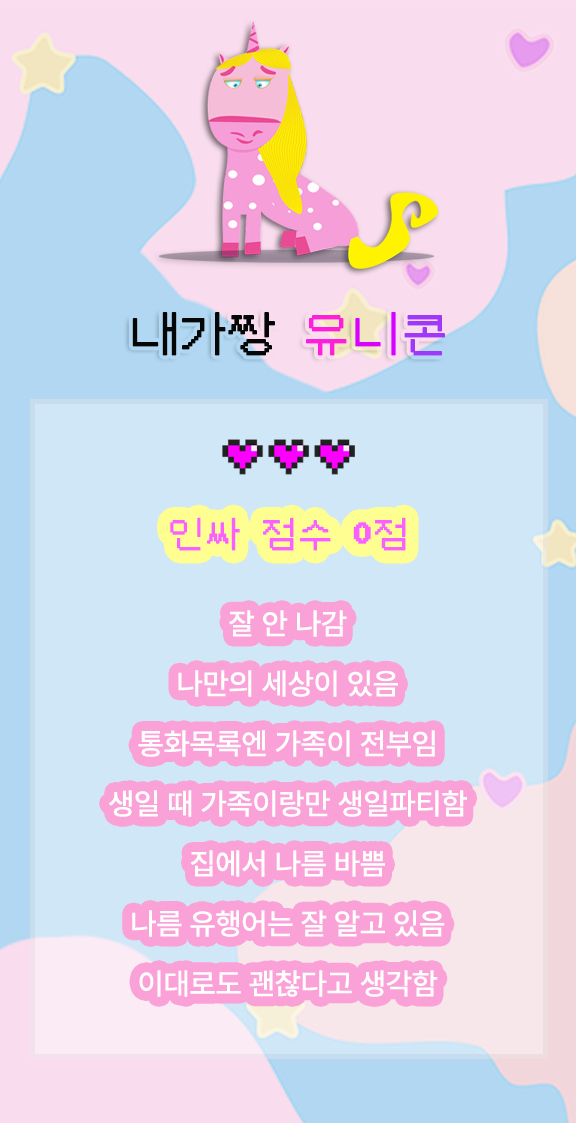 내가짱 유니콘
인싸 점수 0점
잘 안 나감
나만의 세상이 있음
통화목록엔 가족이 전부임
생일 때 가족이랑만 생일파티함
집에서 나름 바쁨
나름 유행어는 잘 알고 있음
이대로도 괜찮다고 생각함